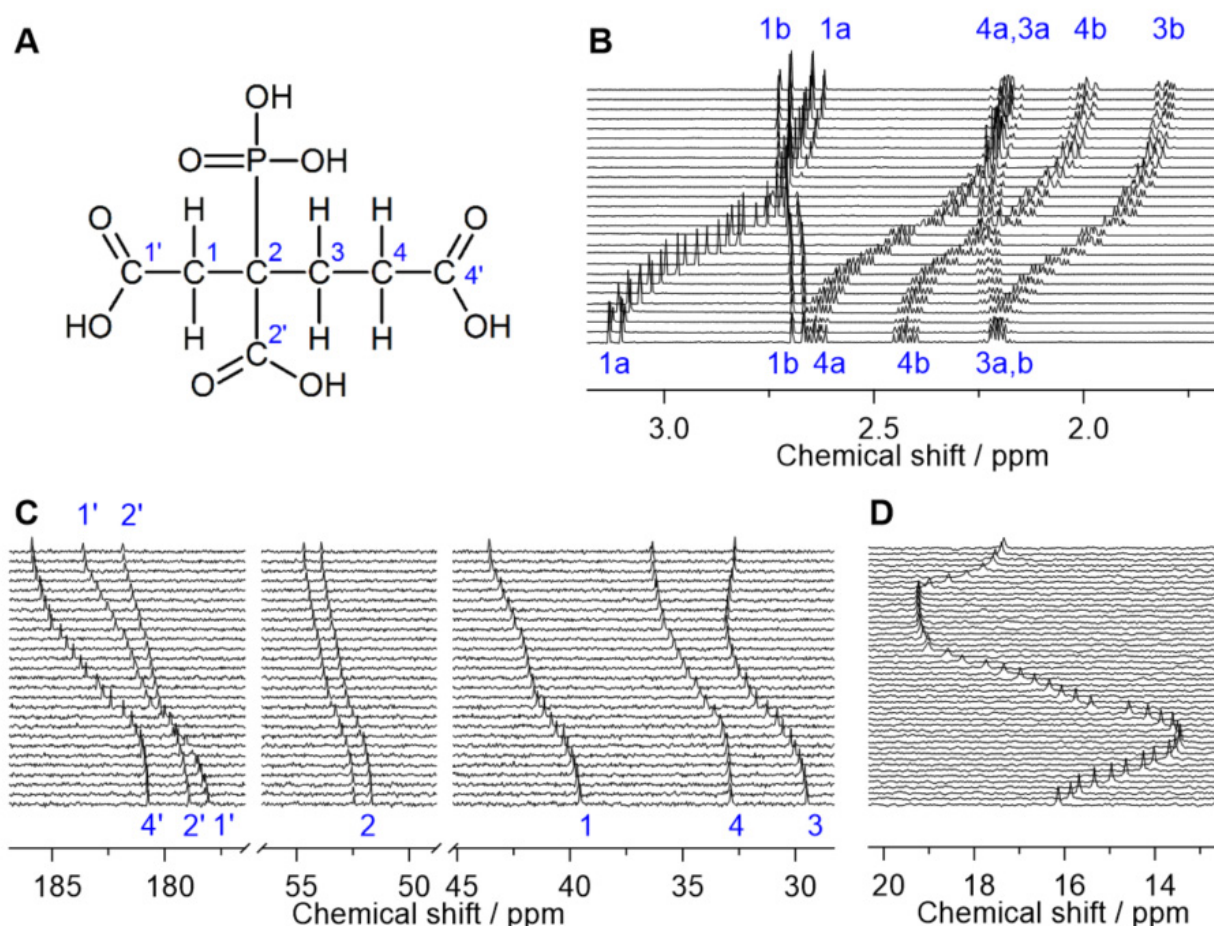 A
OH
O=P-OH
O H H H O
1' 1 2 3 4 4'
C C C C C C
HO H H H OH
2'
C
O OH
B
1b 1a 4a,3a 4b 3b
1a 1b 4a 4b 3a,b
3.0 2.5 2.0
Chemical shift / ppm
C
1' 2'
4' 2' 1' 2 1 4 3
185 180 55 50 45 40 35 30
Chemical shift / ppm
D
20 18 16 14
Chemical shift / ppm